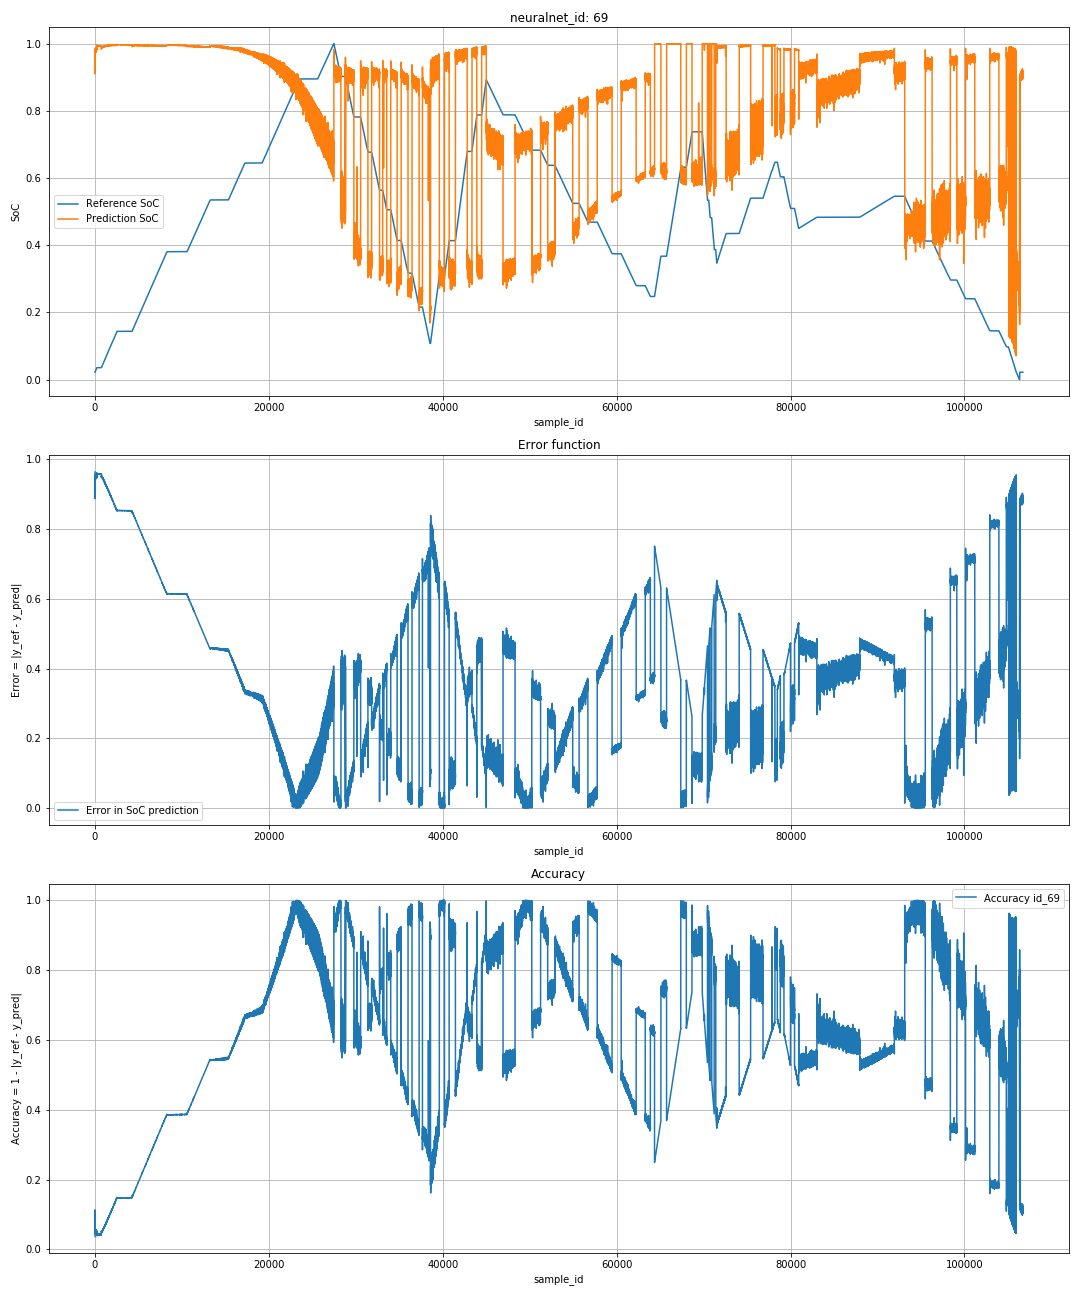 neuralnet_id: 69
SoC
1.0
0.8
0.6
0.4
0.2
0.0
Reference SoC
Prediction SoC
0 20000 40000 60000 80000 100000
sample_id
Error function
Error = |y_ref - y_pred|
1.0
0.8
0.6
0.4
0.2
0.0
Error in SoC prediction
0 20000 40000 60000 80000 100000
sample_id
Accuracy
Accuracy = 1 - |y_ref - y_pred|
1.0
0.8
0.6
0.4
0.2
0.0
Accuracy id_69
0 20000 40000 60000 80000 100000
sample_id